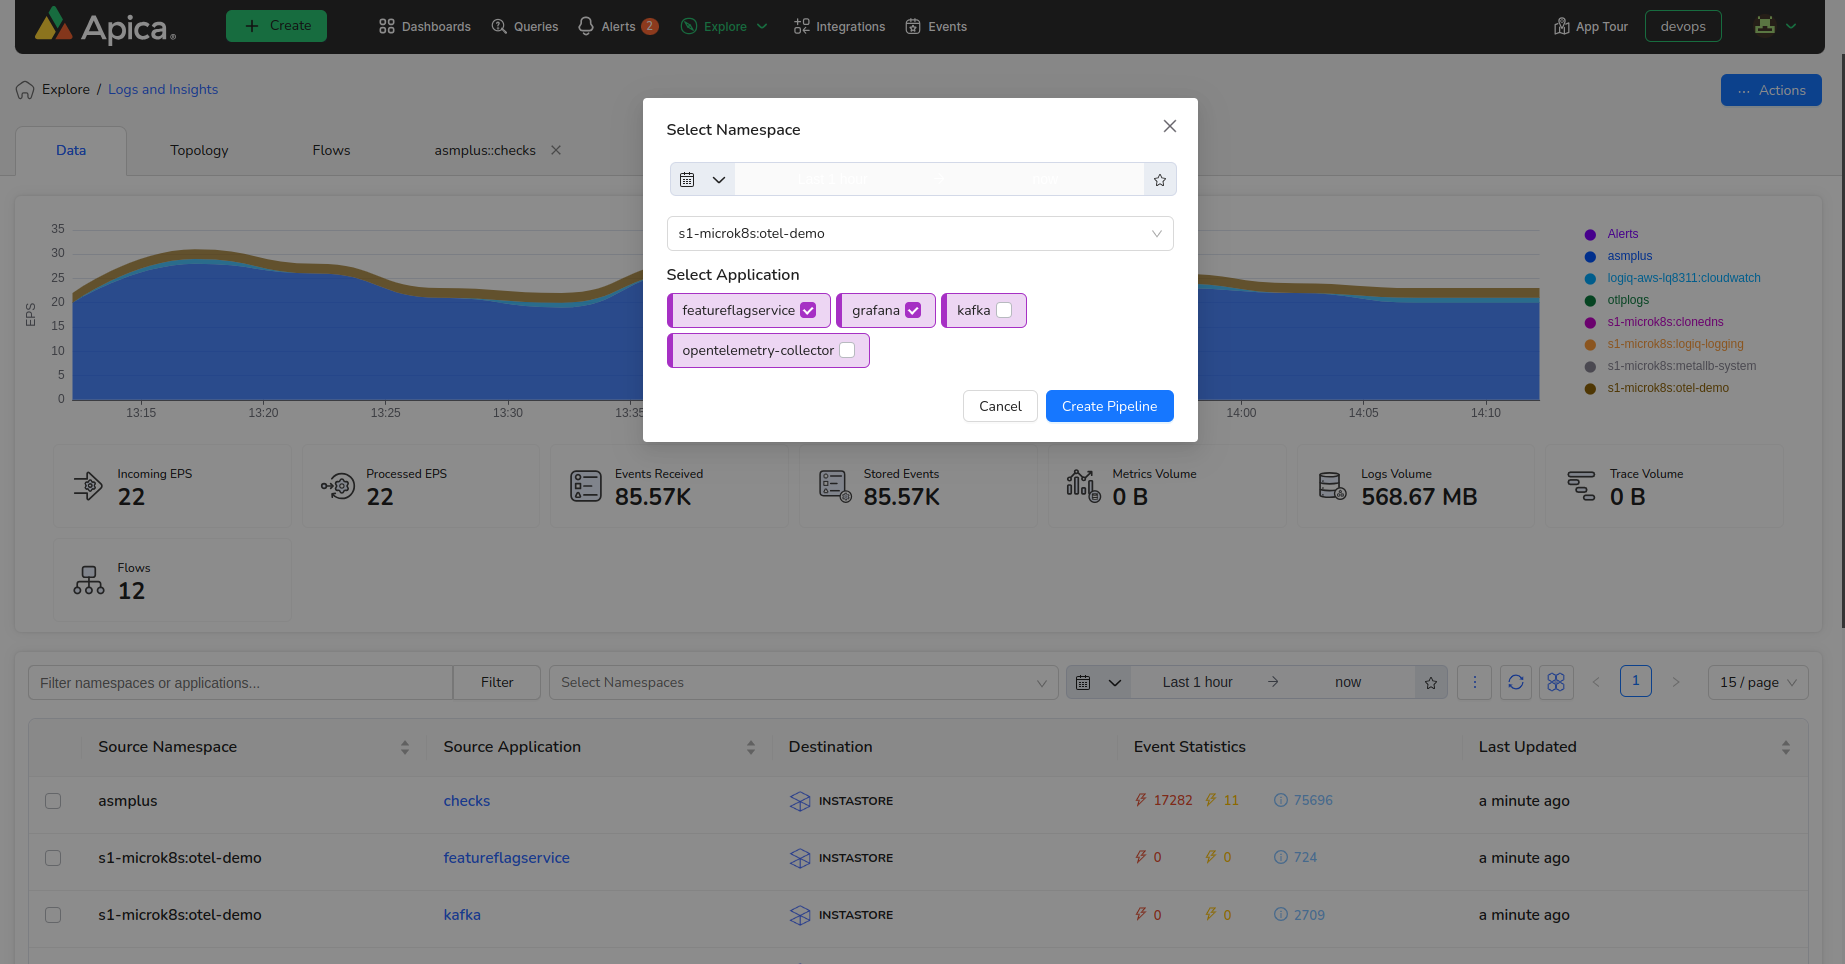 Apica
Create
Dashboards
Queries
Alerts 2
Explore
Integrations
Events
App Tour
devops
Explore / Logs and Insights
Actions
Data
Topology
Flows
asmplus::checks
Select Namespace
Last 1 hour
now
s1-microk8s:otel-demo
Select Application
featureflagservice
grafana
kafka
opentelemetry-collector
Cancel
Create Pipeline
35
30
25
20
15
10
5
0
EPS
13:15
13:20
13:25
13:30
13:35
14:00
14:05
14:10
Alerts
asmplus
logiq-aws-lq8311:cloudwatch
otlplogs
s1-microk8s:clonedns
s1-microk8s:logiq-logging
s1-microk8s:metallb-system
s1-microk8s:otel-demo
Incoming EPS
22
Processed EPS
22
Events Received
85.57K
Stored Events
85.57K
Metrics Volume
0 B
Logs Volume
568.67 MB
Trace Volume
0 B
Flows
12
Filter namespaces or applications...
Filter
Select Namespaces
Last 1 hour
now
1
15 / page
Source Namespace
Source Application
Destination
Event Statistics
Last Updated
asmplus checks INSTASTORE 17282 11 75696 a minute ago
s1-microk8s:otel-demo featureflagservice INSTASTORE 0 0 724 a minute ago
s1-microk8s:otel-demo kafka INSTASTORE 0 0 2709 a minute ago